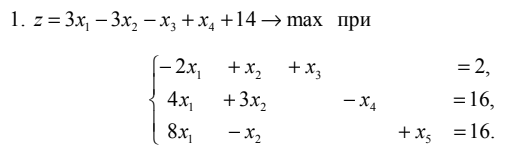 1. z = 3x₁ − 3x₂ − x₃ + x₄ + 14 → max при
−2x₁ + x₂ + x₃ = 2,
4x₁ + 3x₂ − x₄ = 16,
8x₁ − x₂ + x₅ = 16.